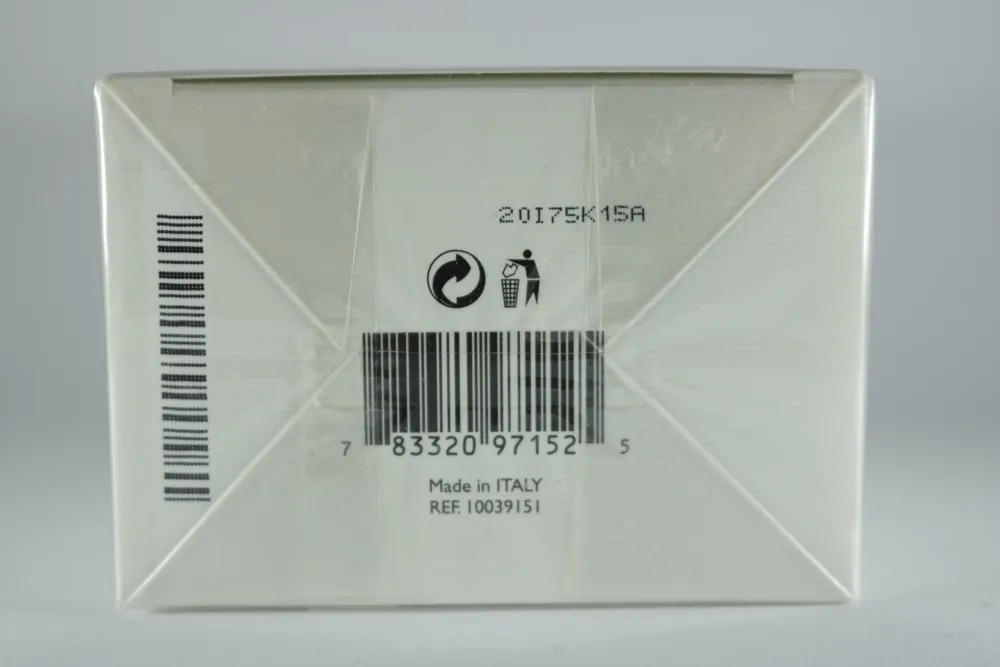 20I75K15A
7 83320 97152 5
Made in ITALY
REF. 10039151